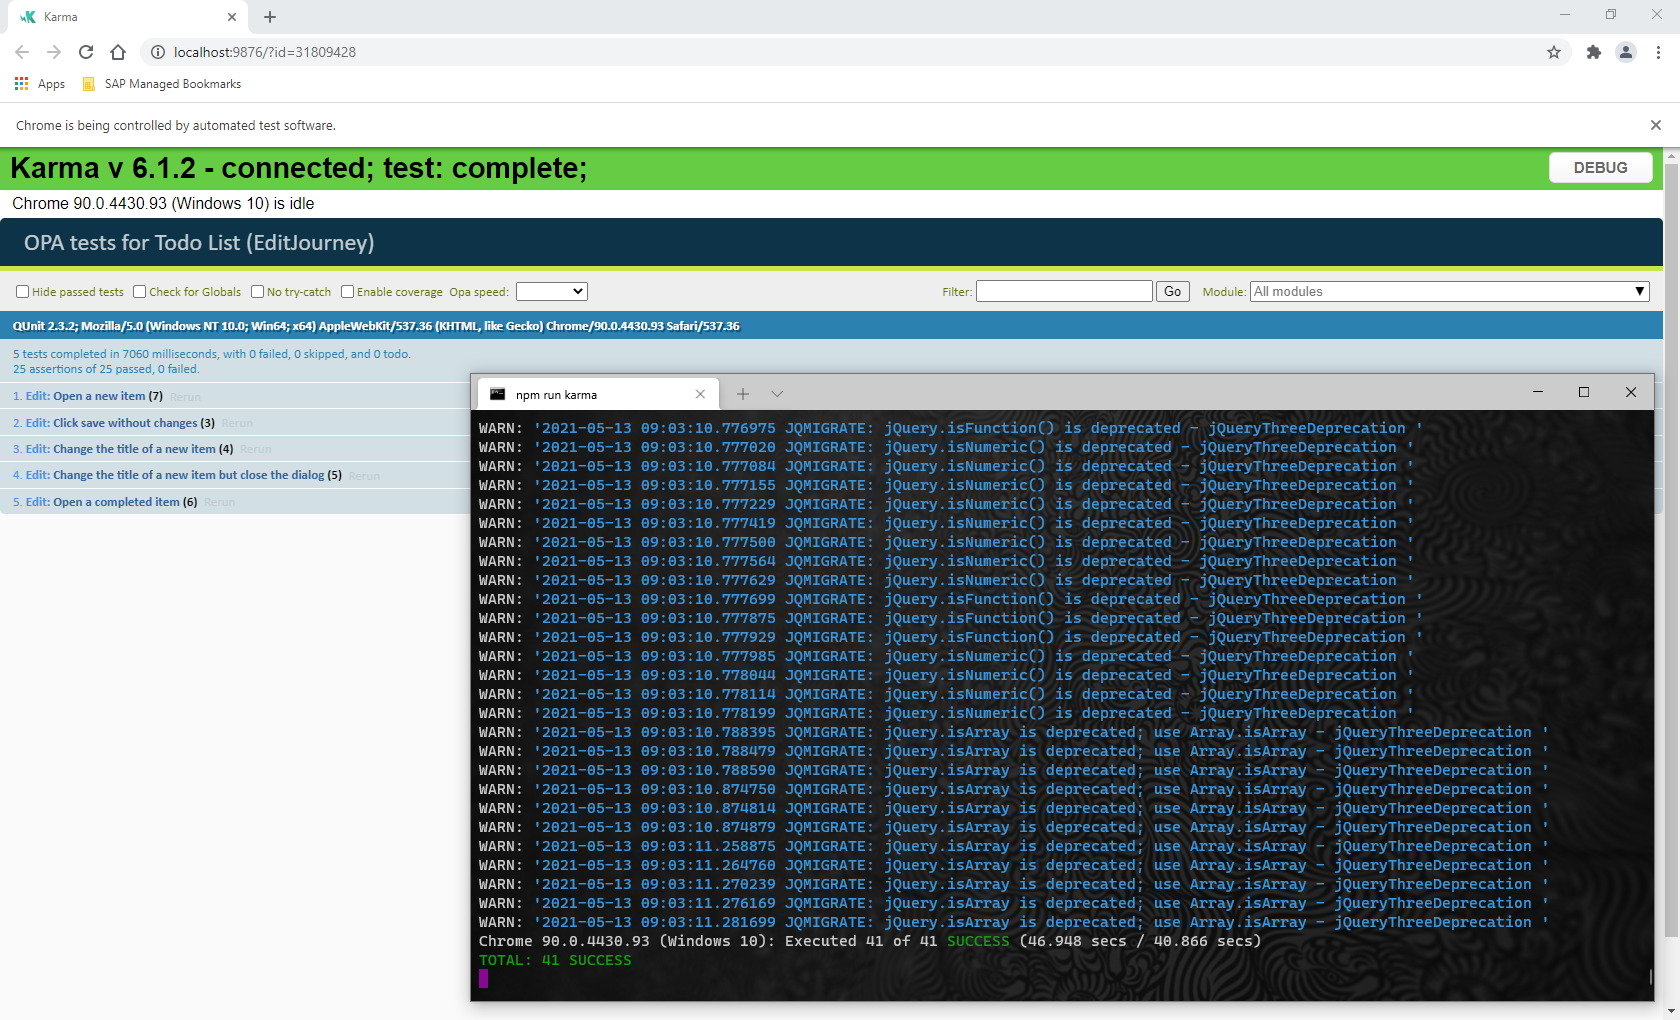 Karma
localhost:9876/?id=31809428
Apps
SAP Managed Bookmarks
Chrome is being controlled by automated test software.
Karma v 6.1.2 - connected; test: complete;
DEBUG
Chrome 90.0.4430.93 (Windows 10) is idle
OPA tests for Todo List (EditJourney)
Hide passed tests Check for Globals No try-catch Enable coverage Opa speed:
Filter: Go Module: All modules
QUnit 2.3.2; Mozilla/5.0 (Windows NT 10.0; Win64; x64) AppleWebKit/537.36 (KHTML, like Gecko) Chrome/90.0.4430.93 Safari/537.36
5 tests completed in 7060 milliseconds, with 0 failed, 0 skipped, and 0 todo.
25 assertions of 25 passed, 0 failed.
1. Edit: Open a new item (7) Rerun
2. Edit: Click save without changes (3) Rerun
3. Edit: Change the title of a new item (4) Rerun
4. Edit: Change the title of a new item but close the dialog (5) Rerun
5. Edit: Open a completed item (6) Rerun
npm run karma
WARN: '2021-05-13 09:03:10.776975 JQMIGRATE: jQuery.isFunction() is deprecated - jQueryThreeDeprecation '
WARN: '2021-05-13 09:03:10.777020 JQMIGRATE: jQuery.isNumeric() is deprecated - jQueryThreeDeprecation '
WARN: '2021-05-13 09:03:10.777084 JQMIGRATE: jQuery.isNumeric() is deprecated - jQueryThreeDeprecation '
WARN: '2021-05-13 09:03:10.777155 JQMIGRATE: jQuery.isNumeric() is deprecated - jQueryThreeDeprecation '
WARN: '2021-05-13 09:03:10.777229 JQMIGRATE: jQuery.isNumeric() is deprecated - jQueryThreeDeprecation '
WARN: '2021-05-13 09:03:10.777419 JQMIGRATE: jQuery.isNumeric() is deprecated - jQueryThreeDeprecation '
WARN: '2021-05-13 09:03:10.777500 JQMIGRATE: jQuery.isNumeric() is deprecated - jQueryThreeDeprecation '
WARN: '2021-05-13 09:03:10.777564 JQMIGRATE: jQuery.isNumeric() is deprecated - jQueryThreeDeprecation '
WARN: '2021-05-13 09:03:10.777629 JQMIGRATE: jQuery.isNumeric() is deprecated - jQueryThreeDeprecation '
WARN: '2021-05-13 09:03:10.777699 JQMIGRATE: jQuery.isFunction() is deprecated - jQueryThreeDeprecation '
WARN: '2021-05-13 09:03:10.777875 JQMIGRATE: jQuery.isFunction() is deprecated - jQueryThreeDeprecation '
WARN: '2021-05-13 09:03:10.777929 JQMIGRATE: jQuery.isFunction() is deprecated - jQueryThreeDeprecation '
WARN: '2021-05-13 09:03:10.777985 JQMIGRATE: jQuery.isNumeric() is deprecated - jQueryThreeDeprecation '
WARN: '2021-05-13 09:03:10.778044 JQMIGRATE: jQuery.isNumeric() is deprecated - jQueryThreeDeprecation '
WARN: '2021-05-13 09:03:10.778114 JQMIGRATE: jQuery.isNumeric() is deprecated - jQueryThreeDeprecation '
WARN: '2021-05-13 09:03:10.778199 JQMIGRATE: jQuery.isNumeric() is deprecated - jQueryThreeDeprecation '
WARN: '2021-05-13 09:03:10.788395 JQMIGRATE: jQuery.isArray is deprecated; use Array.isArray - jQueryThreeDeprecation '
WARN: '2021-05-13 09:03:10.788479 JQMIGRATE: jQuery.isArray is deprecated; use Array.isArray - jQueryThreeDeprecation '
WARN: '2021-05-13 09:03:10.788590 JQMIGRATE: jQuery.isArray is deprecated; use Array.isArray - jQueryThreeDeprecation '
WARN: '2021-05-13 09:03:10.874750 JQMIGRATE: jQuery.isArray is deprecated; use Array.isArray - jQueryThreeDeprecation '
WARN: '2021-05-13 09:03:10.874814 JQMIGRATE: jQuery.isArray is deprecated; use Array.isArray - jQueryThreeDeprecation '
WARN: '2021-05-13 09:03:10.874879 JQMIGRATE: jQuery.isArray is deprecated; use Array.isArray - jQueryThreeDeprecation '
WARN: '2021-05-13 09:03:11.258875 JQMIGRATE: jQuery.isArray is deprecated; use Array.isArray - jQueryThreeDeprecation '
WARN: '2021-05-13 09:03:11.264760 JQMIGRATE: jQuery.isArray is deprecated; use Array.isArray - jQueryThreeDeprecation '
WARN: '2021-05-13 09:03:11.270239 JQMIGRATE: jQuery.isArray is deprecated; use Array.isArray - jQueryThreeDeprecation '
WARN: '2021-05-13 09:03:11.276169 JQMIGRATE: jQuery.isArray is deprecated; use Array.isArray - jQueryThreeDeprecation '
WARN: '2021-05-13 09:03:11.281699 JQMIGRATE: jQuery.isArray is deprecated; use Array.isArray - jQueryThreeDeprecation '
Chrome 90.0.4430.93 (Windows 10): Executed 41 of 41 SUCCESS (46.948 secs / 40.866 secs)
TOTAL: 41 SUCCESS